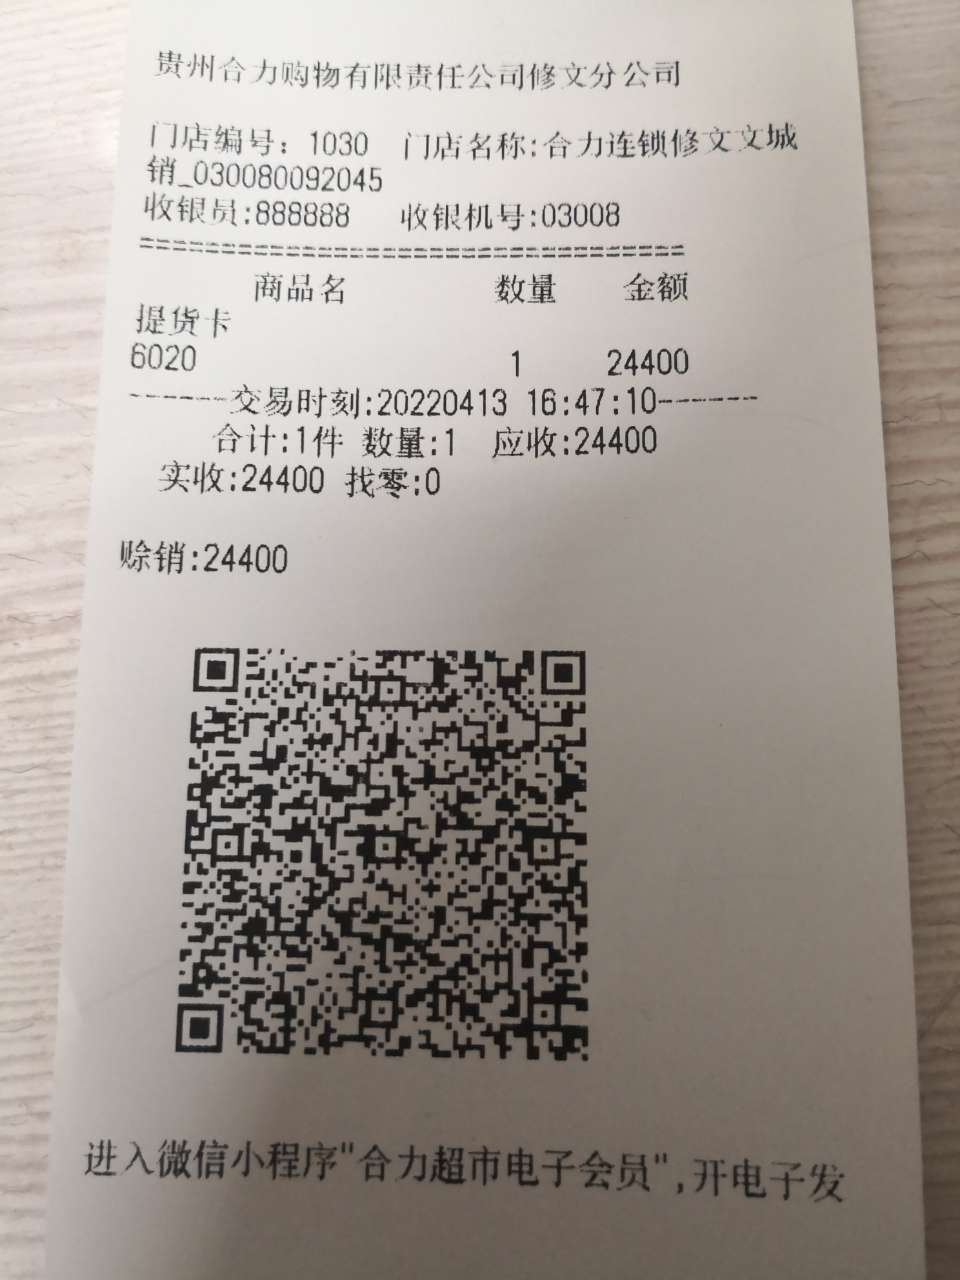 贵州合力购物有限责任公司修文分公司
门店编号：1030 门店名称:合力连锁修文文城
销_030080092045
收银员:888888 收银机号:03008
==================================
商品名 数量 金额
提货卡
6020 1 24400
------交易时刻:20220413 16:47:10------
合计:1件 数量:1 应收:24400
实收:24400 找零:0
赊销:24400
进入微信小程序"合力超市电子会员",开电子发